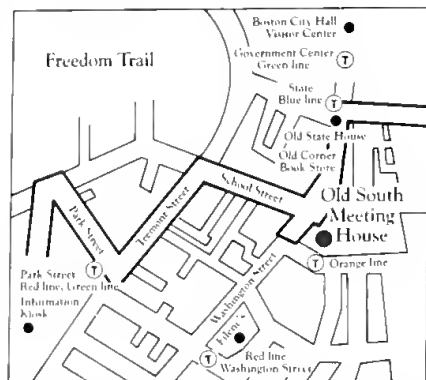 Boston City Hall
Visitor Center
Freedom Trail
Government Center
Green line
T
State
Blue line
T
Old State House
Old Corner
Book Store
School Street
Old South
Meeting
House
Park
Street
Tremont Street
T
Orange line
Park Street
Red line, Green line
T
Information
Kiosk
Washington Street
Filene's
T
Red line
Washington Street